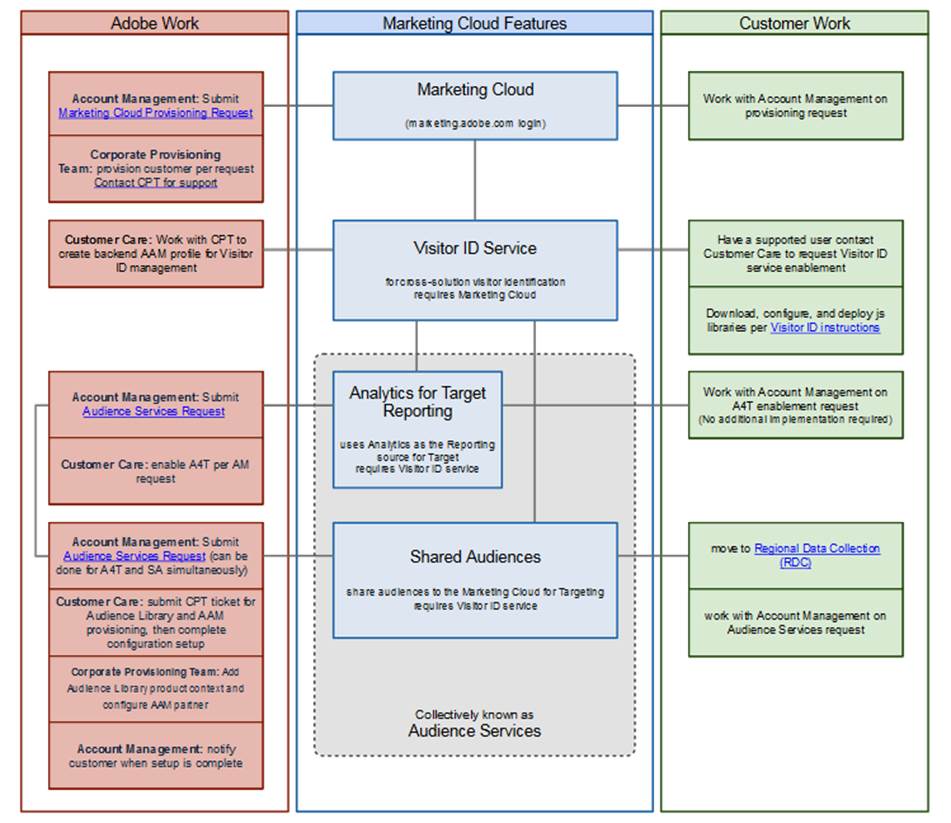 Adobe Work
Marketing Cloud Features
Customer Work
Account Management: Submit
Marketing Cloud Provisioning Request
Corporate Provisioning
Team: provision customer per request
Contact CPT for support
Marketing Cloud
(marketing.adobe.com login)
Work with Account Management on
provisioning request
Customer Care: Work with CPT to
create backend AAM profile for Visitor
ID management
Visitor ID Service
for cross-solution visitor identification
requires Marketing Cloud
Have a supported user contact
Customer Care to request Visitor ID
service enablement
Download, configure, and deploy js
libraries per Visitor ID instructions
Account Management: Submit
Audience Services Request
Customer Care: enable A4T per AM
request
Analytics for Target
Reporting
uses Analytics as the Reporting
source for Target
requires Visitor ID service
Work with Account Management on
A4T enablement request
(No additional implementation required)
Account Management: Submit
Audience Services Request (can be
done for A4T and SA simultaneously)
Customer Care: submit CPT ticket for
Audience Library and AAM
provisioning, then complete
configuration setup
Corporate Provisioning Team: Add
Audience Library product context and
configure AAM partner
Account Management: notify
customer when setup is complete
Shared Audiences
share audiences to the Marketing Cloud for Targeting
requires Visitor ID service
move to Regional Data Collection
(RDC)
work with Account Management on
Audience Services request
Collectively known as
Audience Services